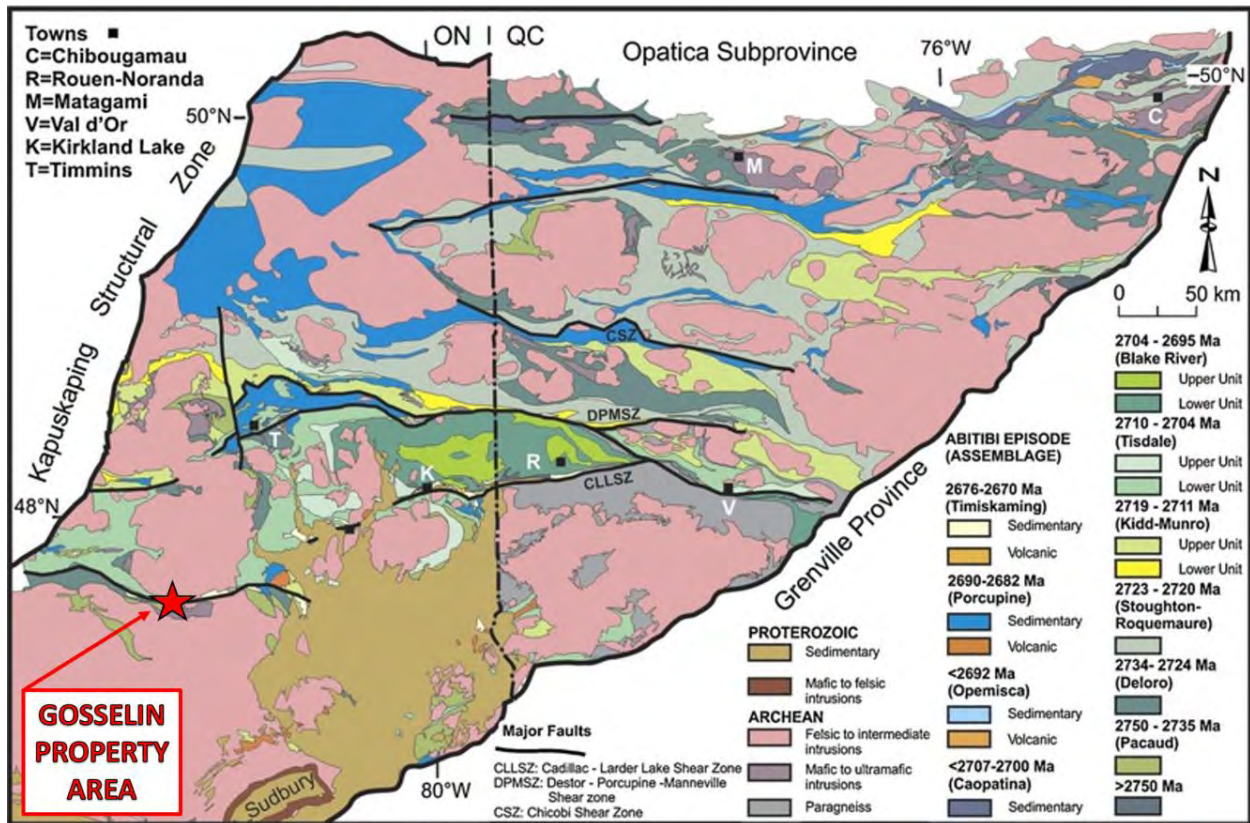 Towns
C=Chibougamau
R=Rouen-Noranda
M=Matagami
V=Val d'Or
K=Kirkland Lake
T=Timmins
ON
QC
Opatica Subprovince
76°W
50°N
50°N
C
M
Kapuskaping Structural Zone
N
0 50 km
CSZ
DPMSZ
T
K
R
CLLSZ
V
48°N
Grenville Province
GOSSELIN
PROPERTY
AREA
Sudbury
80°W
Major Faults
CLLSZ: Cadillac - Larder Lake Shear Zone
DPMSZ: Destor - Porcupine -Manneville
Shear zone
CSZ: Chicobi Shear Zone
PROTEROZOIC
Sedimentary
Mafic to felsic
intrusions
ARCHEAN
Felsic to intermediate
intrusions
Mafic to ultramafic
intrusions
Paragneiss
ABITIBI EPISODE
(ASSEMBLAGE)
2676-2670 Ma
(Timiskaming)
Sedimentary
Volcanic
2690-2682 Ma
(Porcupine)
Sedimentary
Volcanic
<2692 Ma
(Opemisca)
Sedimentary
Volcanic
<2707-2700 Ma
(Caopatina)
Sedimentary
2704 - 2695 Ma
(Blake River)
Upper Unit
Lower Unit
2710 - 2704 Ma
(Tisdale)
Upper Unit
Lower Unit
2719 - 2711 Ma
(Kidd-Munro)
Upper Unit
Lower Unit
2723 - 2720 Ma
(Stoughton-
Roquemaure)
2734 - 2724 Ma
(Deloro)
2750 - 2735 Ma
(Pacaud)
>2750 Ma